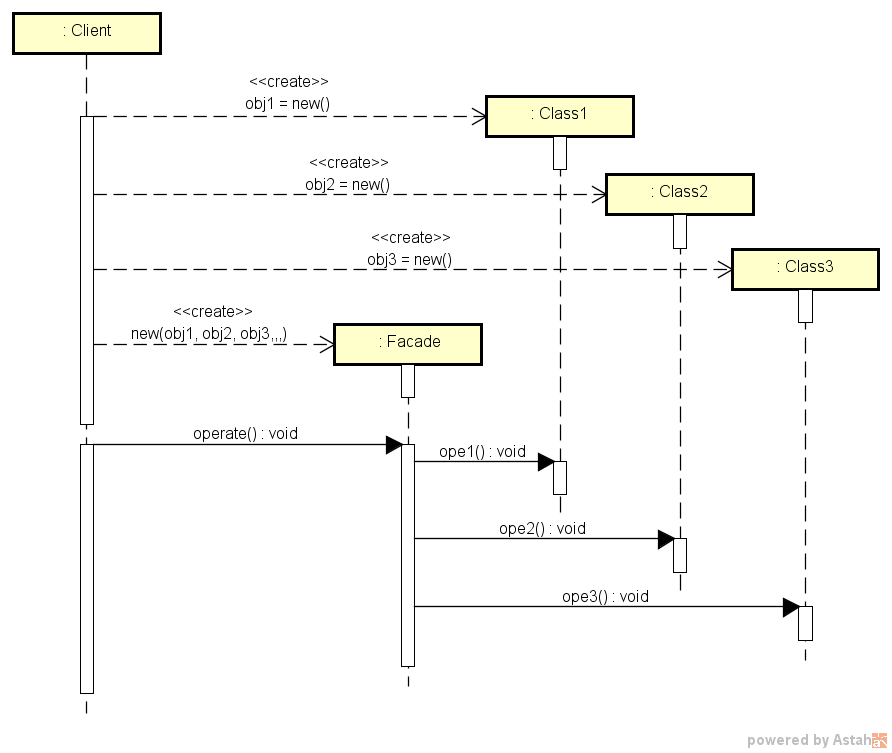 : Client
<<create>>
obj1 = new()
: Class1
<<create>>
obj2 = new()
: Class2
<<create>>
obj3 = new()
: Class3
<<create>>
new(obj1, obj2, obj3,,,)
: Facade
operate() : void
ope1() : void
ope2() : void
ope3() : void
powered by Astah